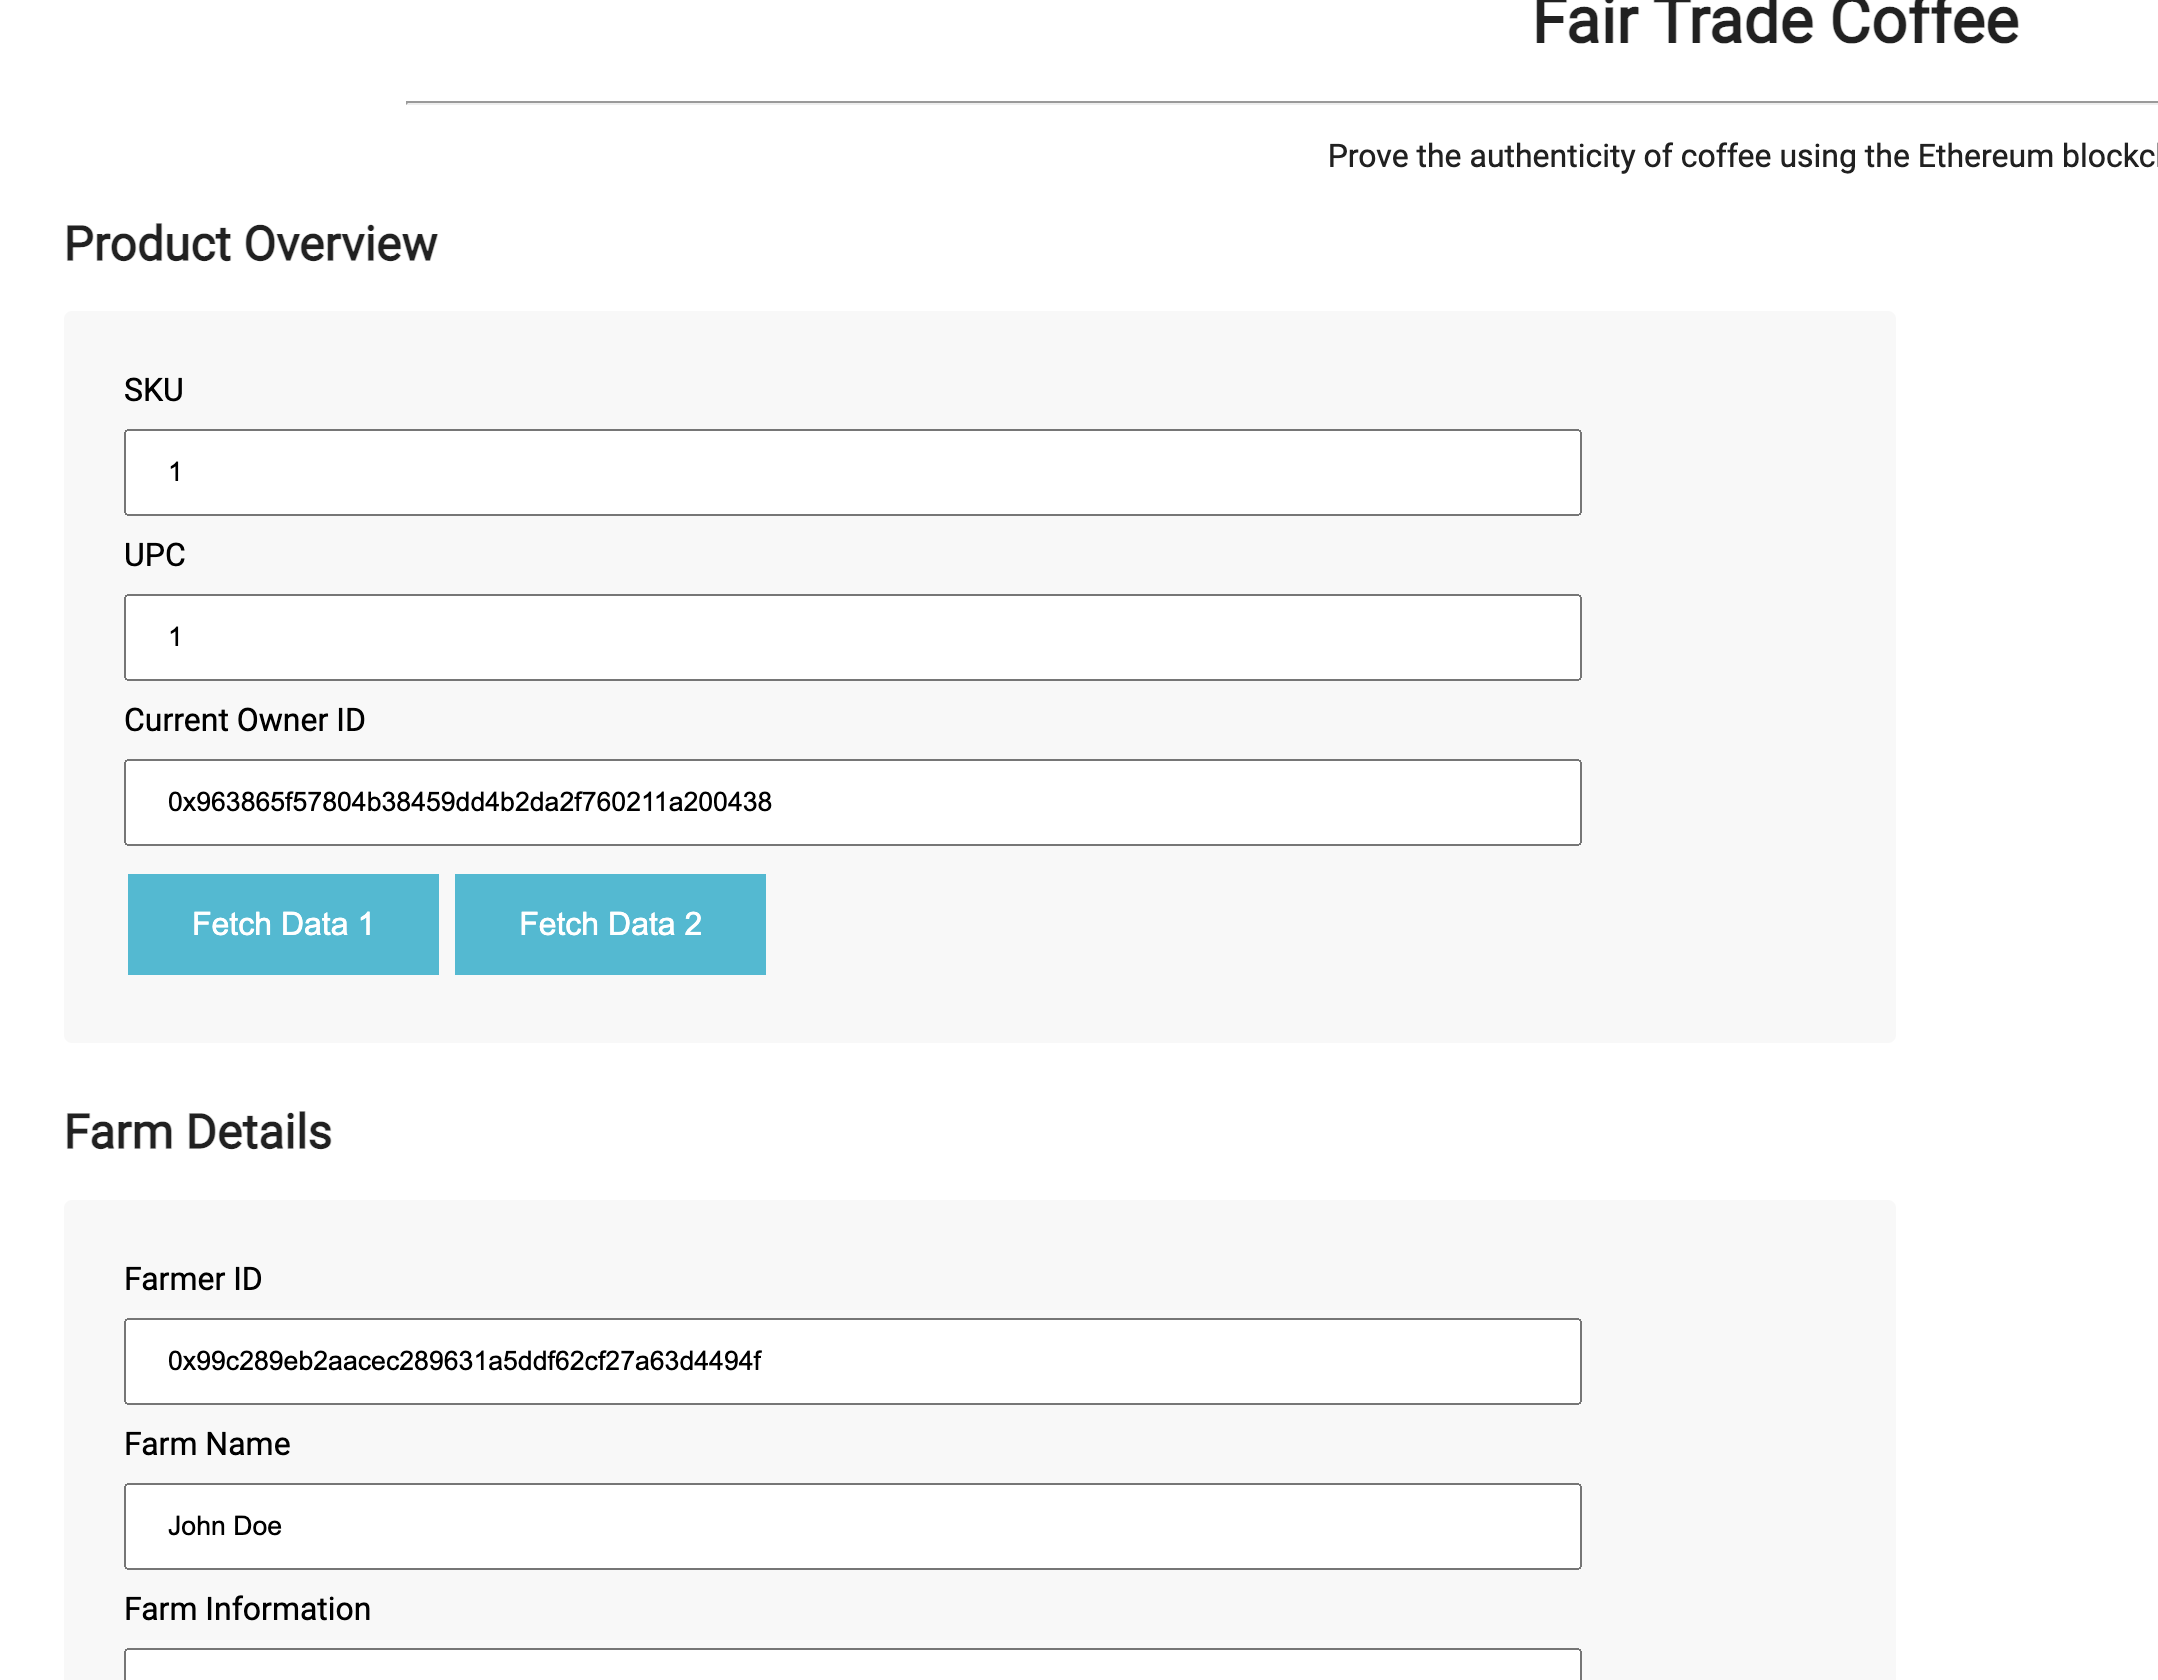 Fair Trade Coffee
Prove the authenticity of coffee using the Ethereum
Product Overview
SKU
1
UPC
1
Current Owner ID
0x963865f57804b38459dd4b2da2f760211a200438
Fetch Data 1 Fetch Data 2
Farm Details
Farmer ID
0x99c289eb2aacec289631a5ddf62cf27a63d4494f
Farm Name
John Doe
Farm Information